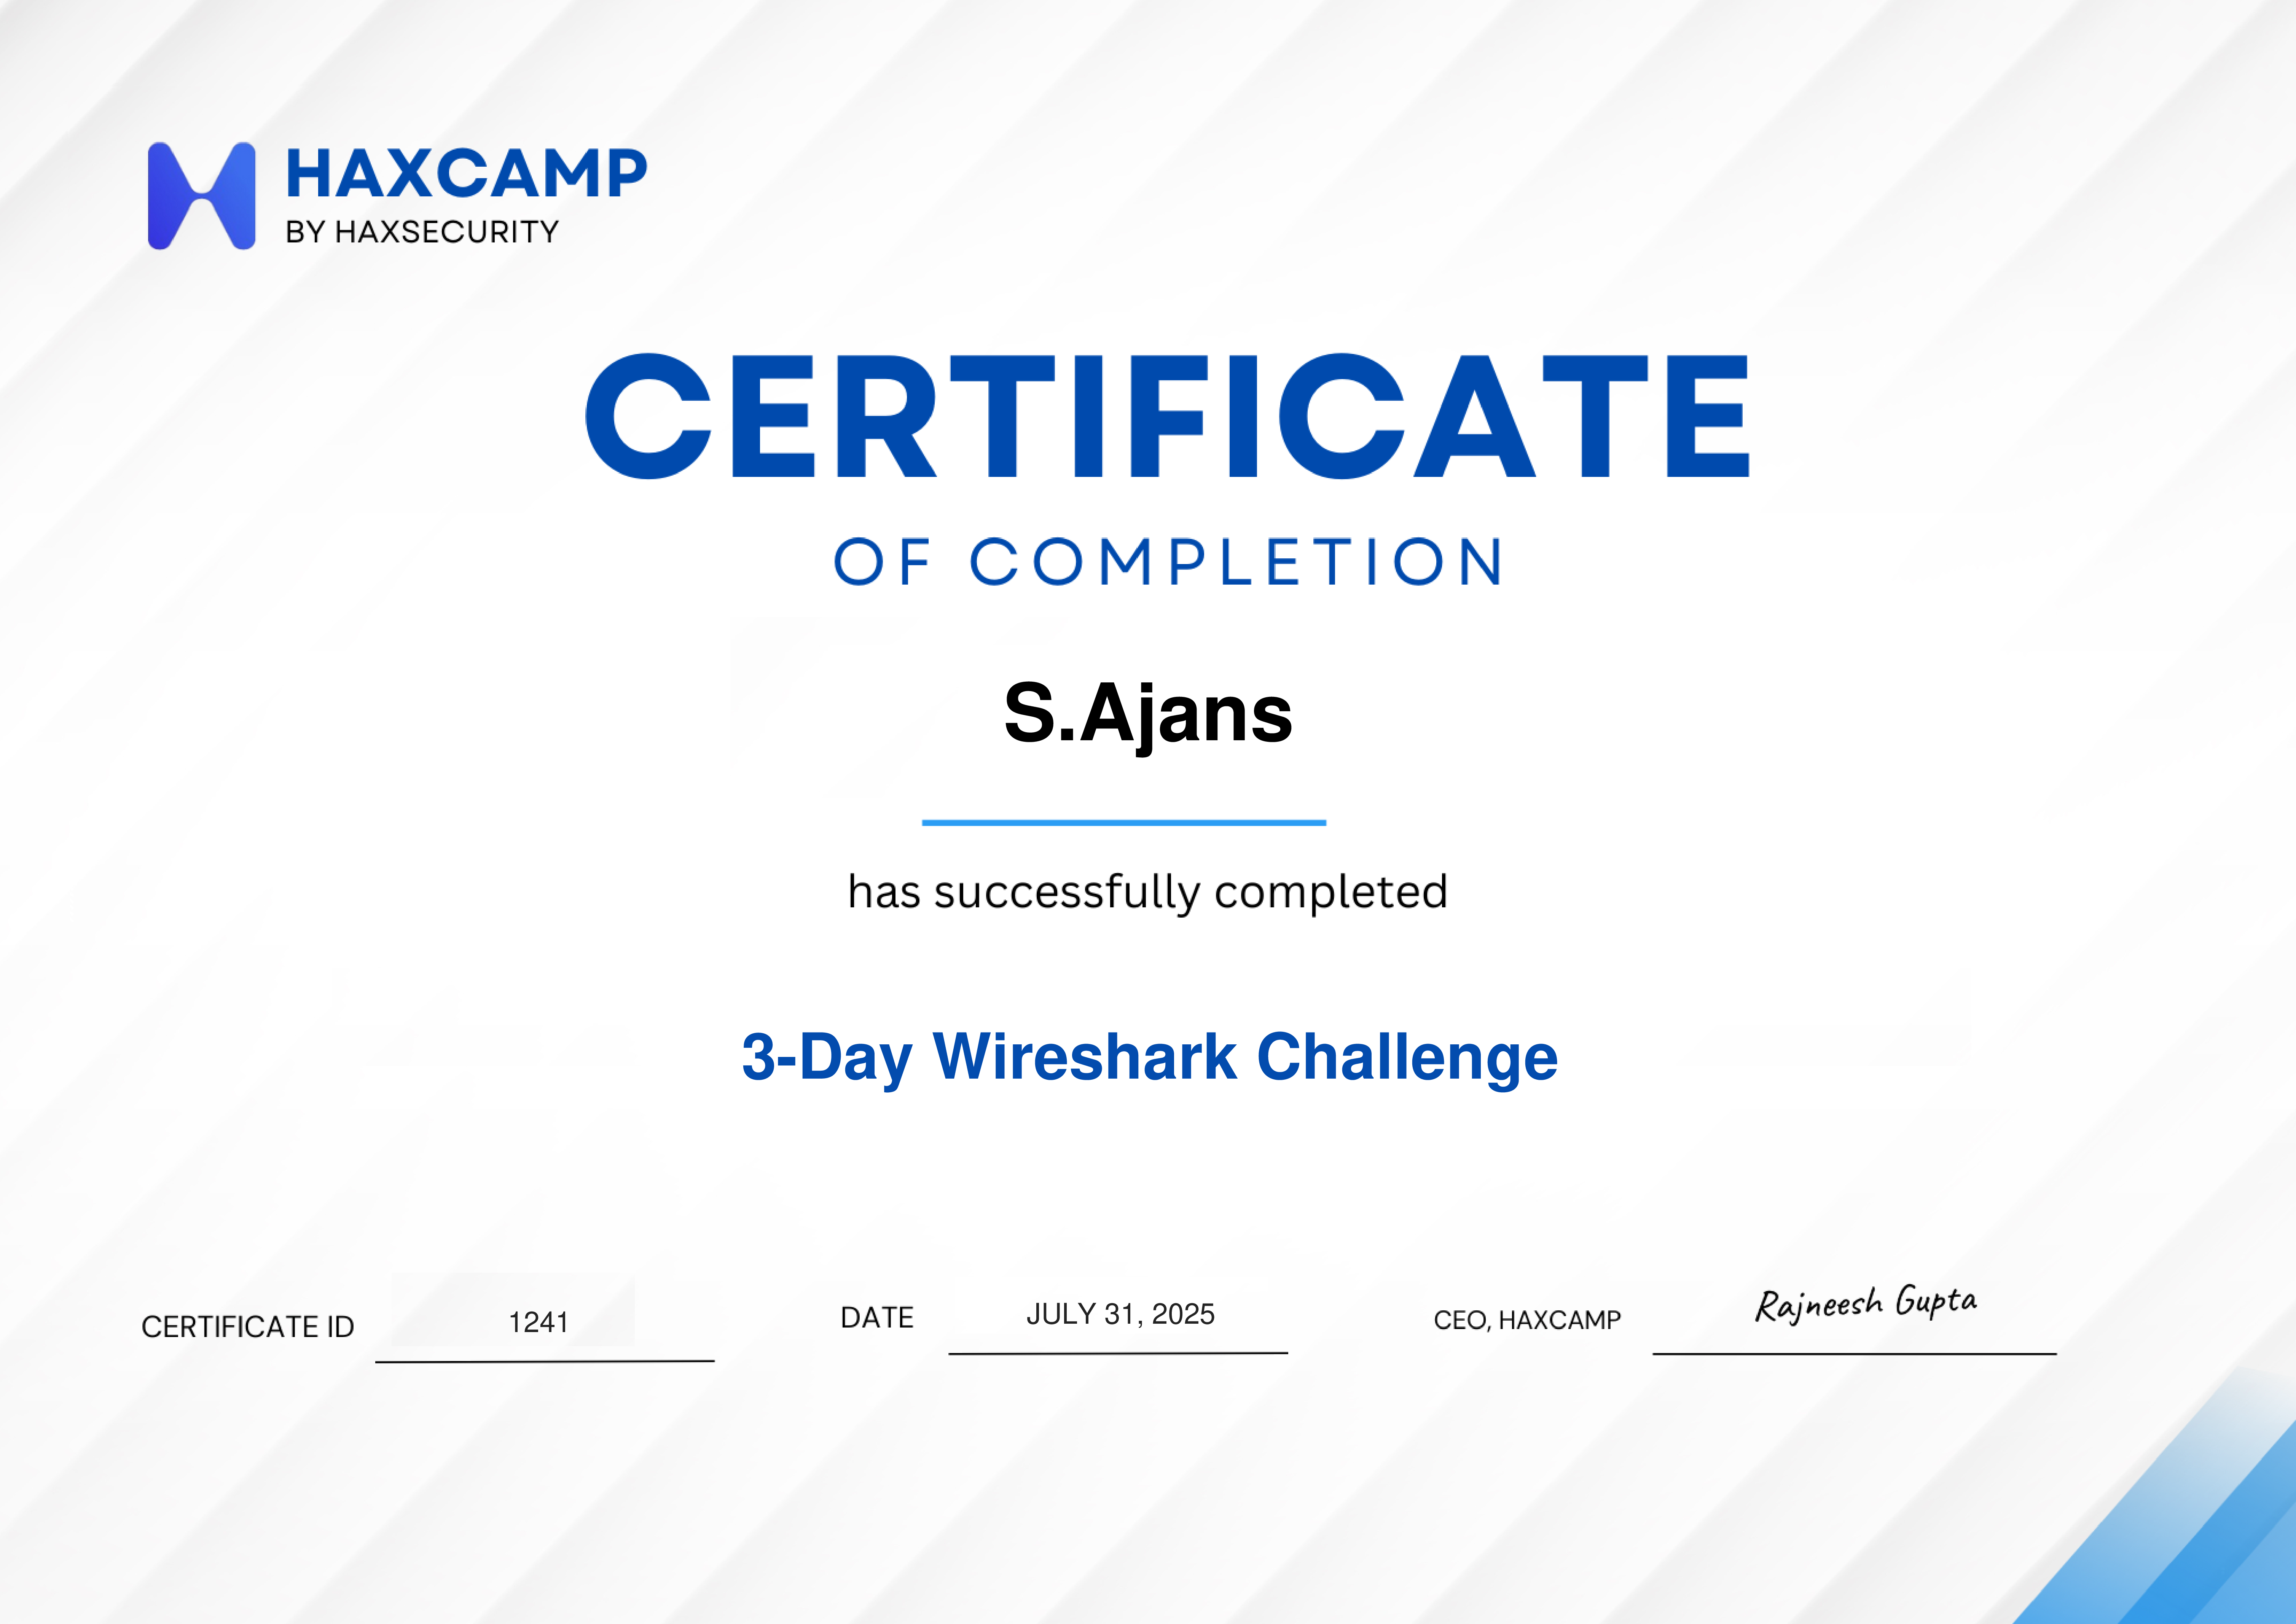 HAXCAMP
BY HAXSECURITY
CERTIFICATE
OF COMPLETION
S.Ajans
has successfully completed
3-Day Wireshark Challenge
CERTIFICATE ID 1241
DATE JULY 31, 2025
CEO, HAXCAMP Rajneesh Gupta